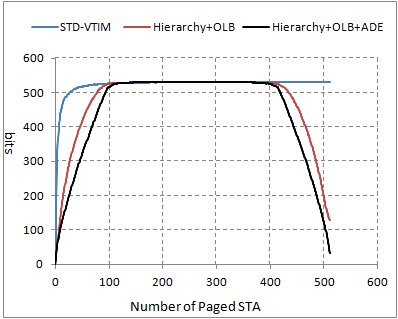 STD-VTIM Hierarchy+OLB Hierarchy+OLB+ADE
600
500
400
300
200
100
0
bits
0 100 200 300 400 500 600
Number of Paged STA